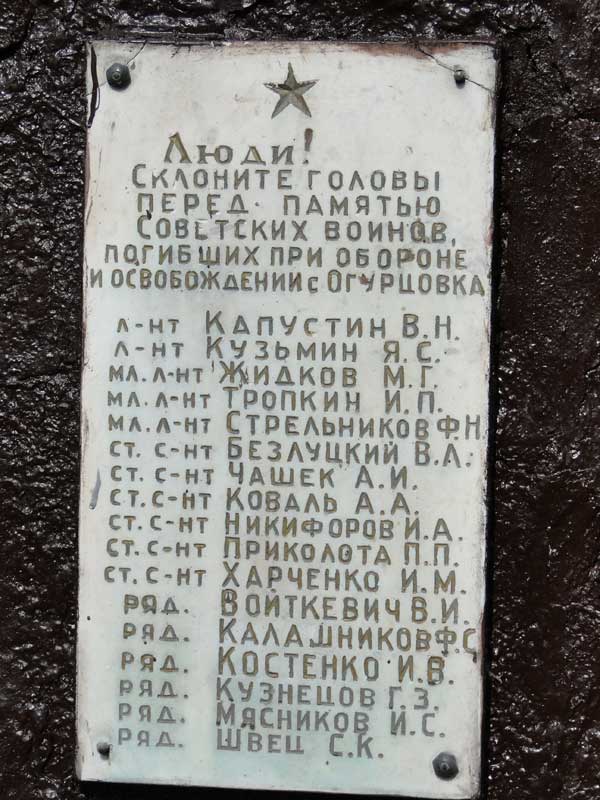 Люди!
Склоните головы
перед памятью
Советских воинов,
погибших при обороне
и освобождении с Огурцовка
л-нт Капустин В.Н.
л-нт Кузьмин Я.С.
мл. л-нт Жидков М.Г.
мл. л-нт Тропкин И.П.
мл. л-нт Стрельников Ф.Н
ст. с-нт Безлуцкий В.Л.
ст. с-нт Чашек А.И.
ст. с-нт Коваль А.А.
ст. с-нт Никифоров И.А.
ст. с-нт Приколота П.П.
ст. с-нт Харченко И.М.
ряд. Войткевич В.И.
ряд. Калашников Ф.С
ряд. Костенко И.В.
ряд. Кузнецов Г.З.
ряд. Мясников И.С.
ряд. Швец С.К.